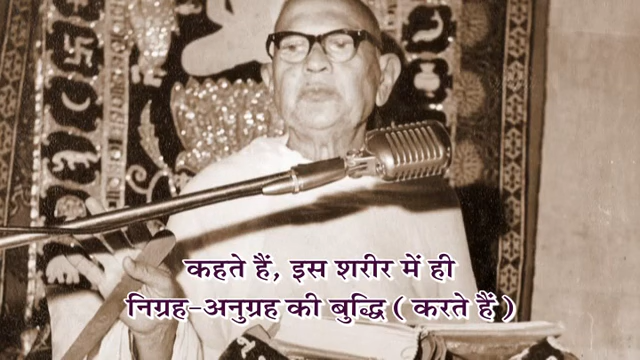 कहते हैं, इस शरीर में ही
निग्रह-अनुग्रह की बुद्धि ( करते हैं )